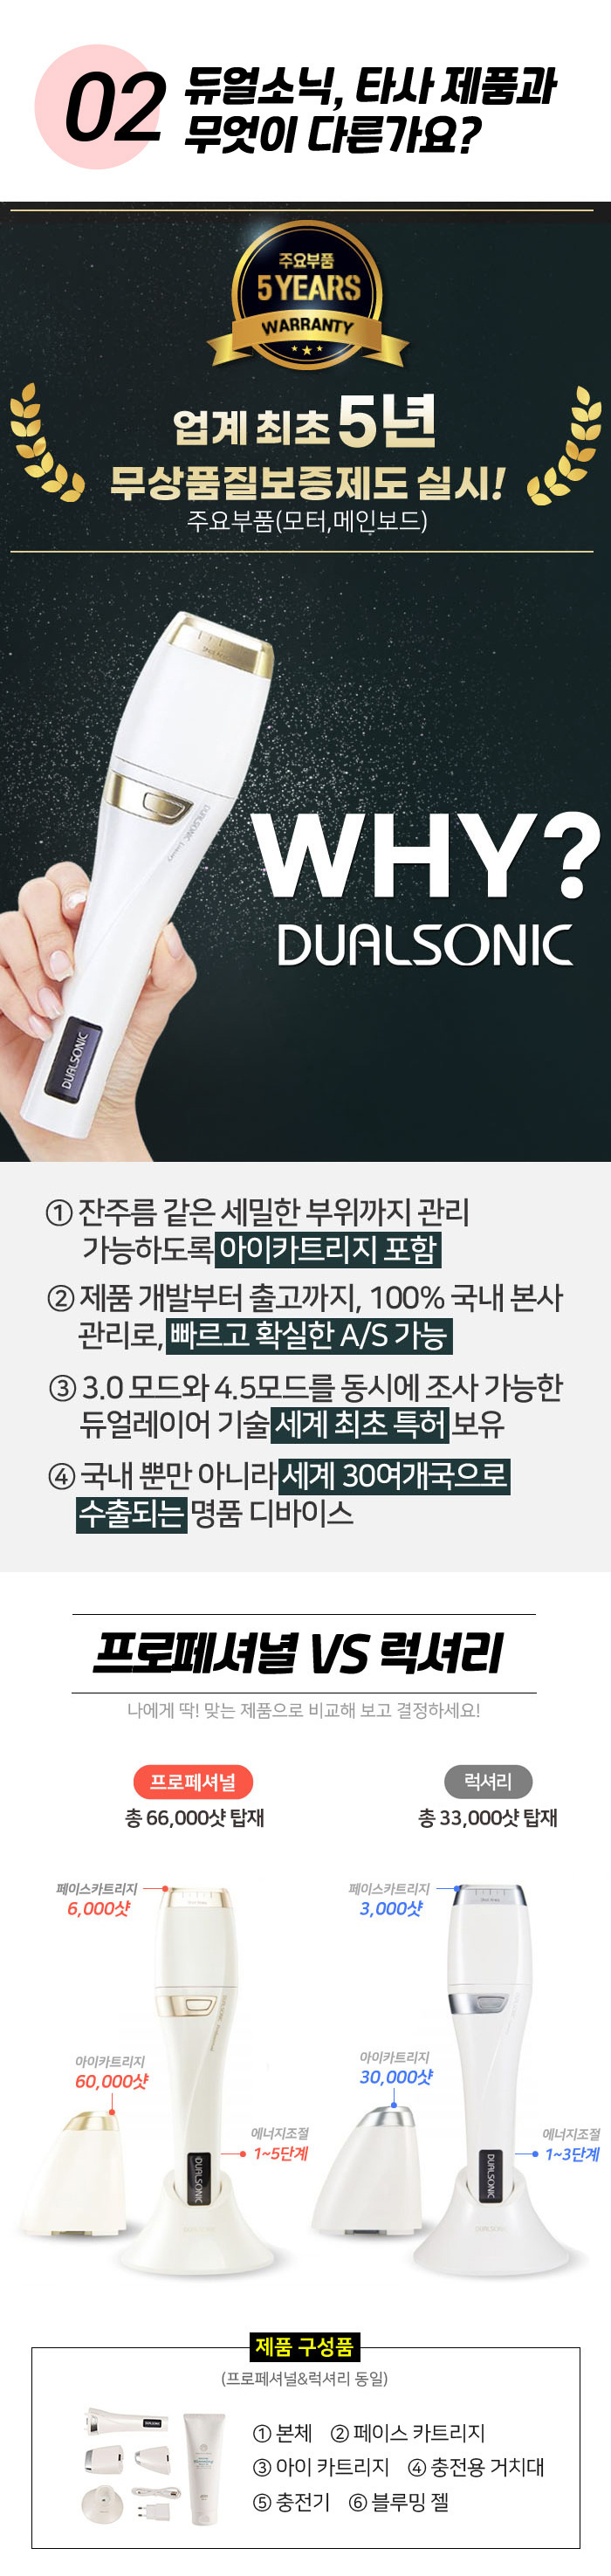 02
듀얼소닉, 타사 제품과
무엇이 다른가요?
주요부품
5 YEARS
WARRANTY
업계 최초 5년
무상품질보증제도 실시!
주요부품(모터,메인보드)
DUALSONIC Luxury
WHY?
DUALSONIC
DUALSONIC
① 잔주름 같은 세밀한 부위까지 관리
가능하도록 아이카트리지 포함
② 제품 개발부터 출고까지, 100% 국내 본사
관리로, 빠르고 확실한 A/S 가능
③ 3.0 모드와 4.5모드를 동시에 조사 가능한
듀얼레이어 기술 세계 최초 특허 보유
④ 국내 뿐만 아니라 세계 30여개국으로
수출되는 명품 디바이스
프로페셔널 VS 럭셔리
나에게 딱! 맞는 제품으로 비교해 보고 결정하세요!
프로페셔널
총 66,000샷 탑재
럭셔리
총 33,000샷 탑재
페이스카트리지
6,000샷
페이스카트리지
3,000샷
아이카트리지
60,000샷
아이카트리지
30,000샷
에너지조절
1~5단계
에너지조절
1~3단계
DUALSONIC
DUALSONIC
제품 구성품
(프로페셔널&럭셔리 동일)
① 본체 ② 페이스 카트리지
③ 아이 카트리지 ④ 충전용 거치대
⑤ 충전기 ⑥ 블루밍 젤